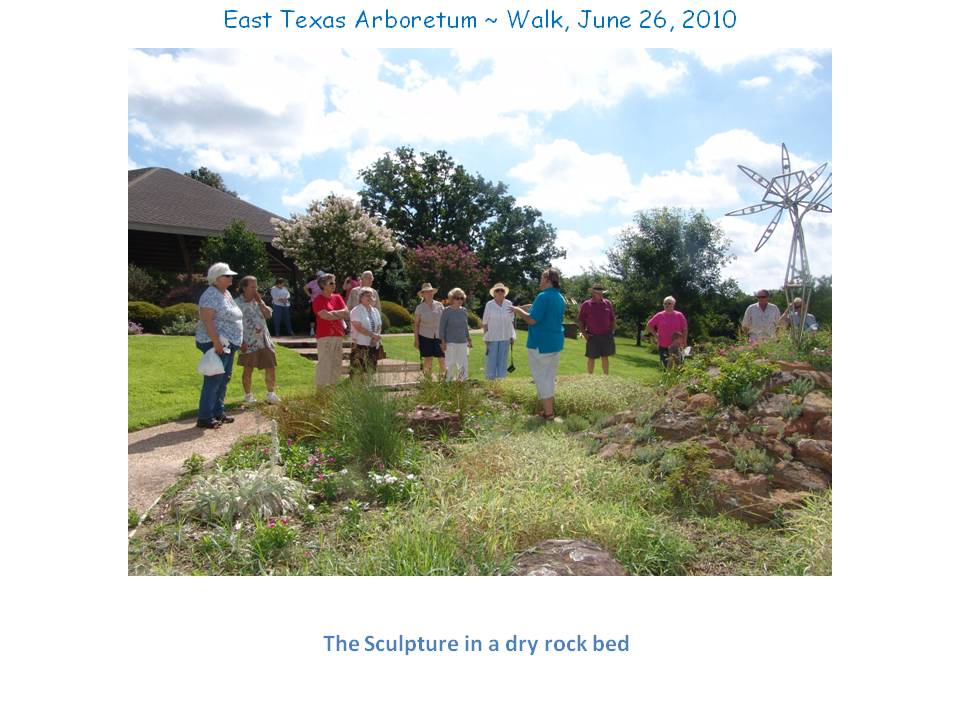 East Texas Arboretum ~ Walk, June 26, 2010
The Sculpture in a dry rock bed